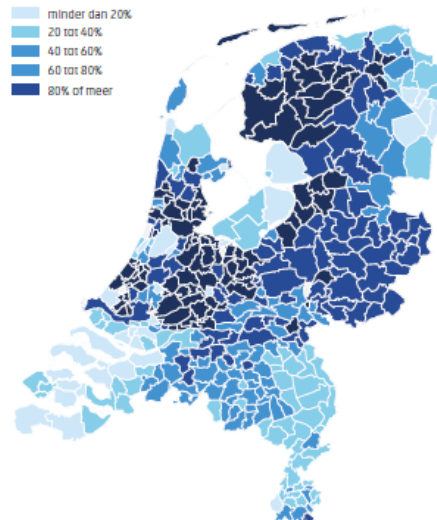 minder dan 20%
20 tot 40%
40 tot 60%
60 tot 80%
80% of meer